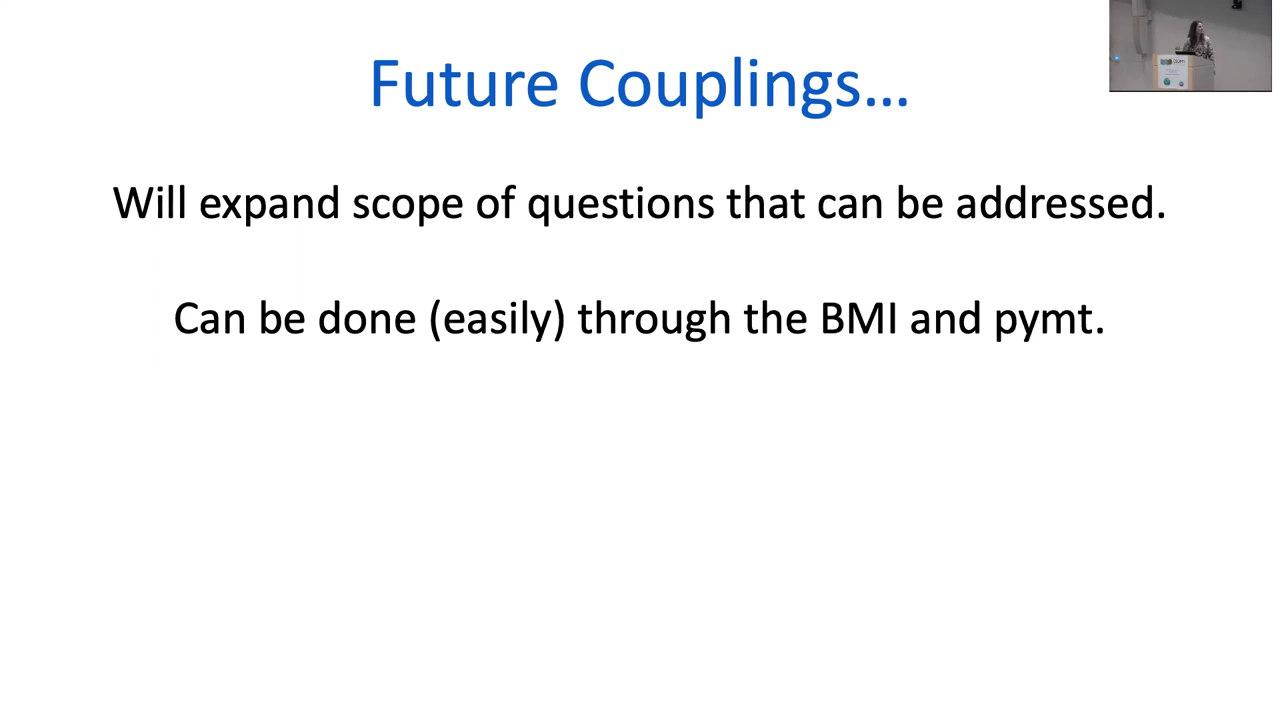 Future Couplings…
Will expand scope of questions that can be addressed.
Can be done (easily) through the BMI and pymt.